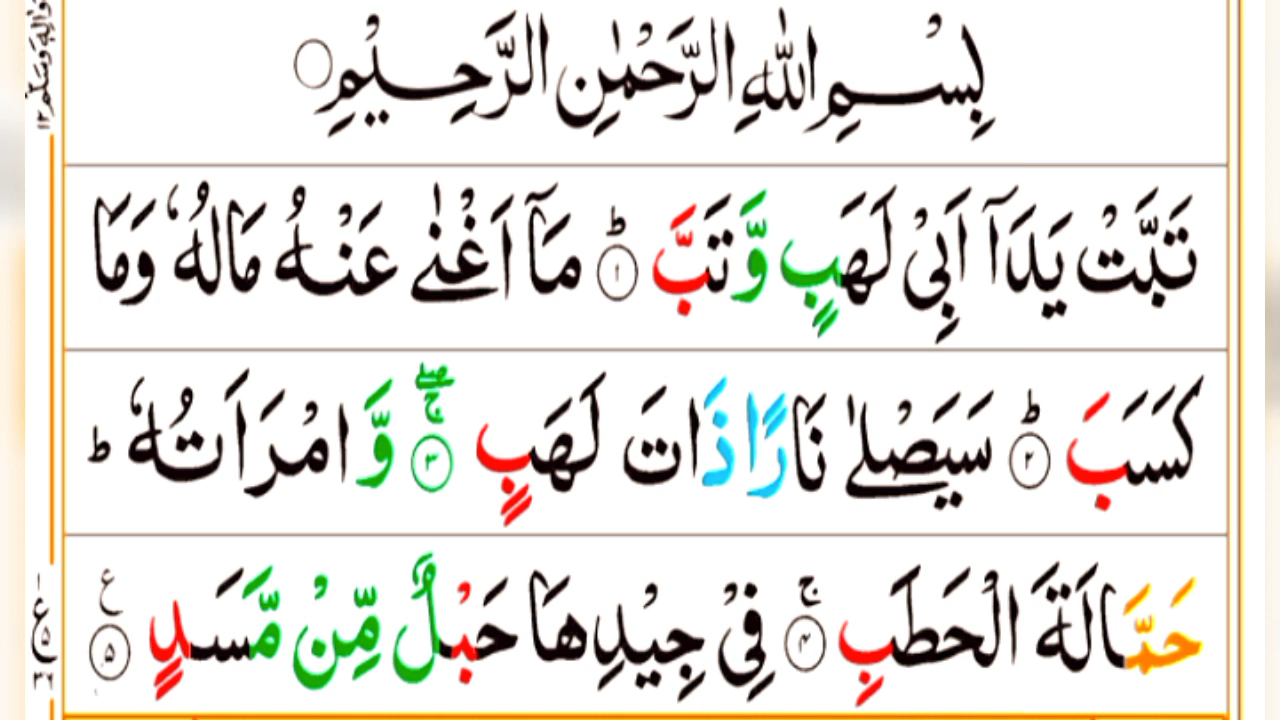 بِسْمِ اللّٰهِ الرَّحْمٰنِ الرَّحِيْمِ
تَبَّتْ يَدَاۤ اَبِيْ لَهَبٍ وَّتَبَّ ؕ‏﴿۱﴾ مَاۤ اَغْنٰى عَنْهُ مَالُهٗ وَمَا
كَسَبَ ؕ‏﴿۲﴾ سَيَصْلٰى نَارًا ذَاتَ لَهَبٍ ۚۖ‏﴿۳﴾ وَّامْرَاَتُهٗ ؕ
حَمَّالَةَ الْحَطَبِ ۚ‏﴿۴﴾ فِيْ جِيْدِهَا حَبْلٌ مِّنْ مَّسَدٍ ﴿۵﴾ ع